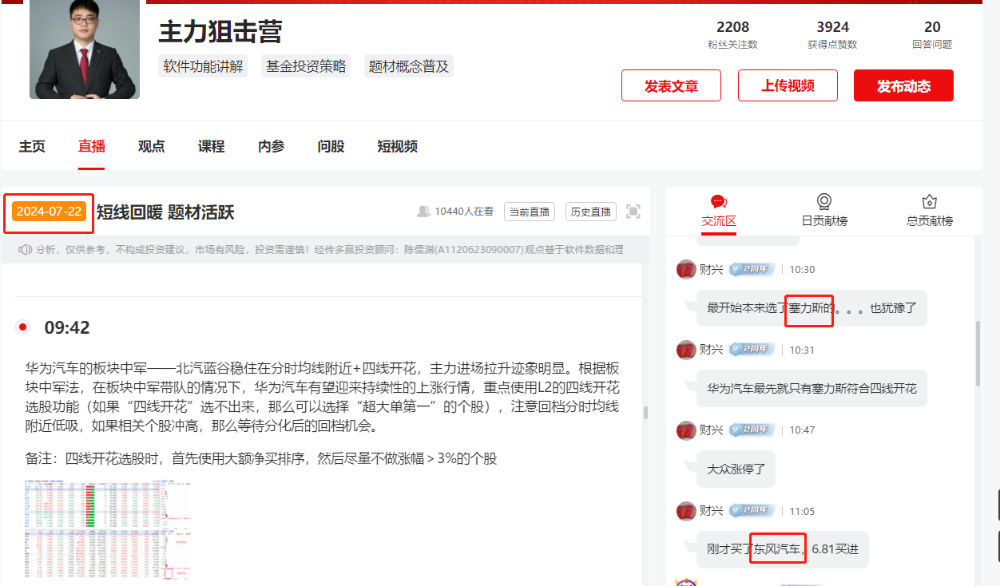 主力狙击营
软件功能讲解 基金投资策略 题材概念普及
2208 3924 20
粉丝关注数 获得点赞数 回答问题
发表文章 上传视频 发布动态
主页 直播 观点 课程 内参 问股 短视频
2024-07-22 短线回暖 题材活跃
10440人在看 当前直播 历史直播
分析，仅供参考，不构成投资建议，市场有风险，投资需谨慎！经传多赢投资顾问：陈儒渊(A1120623090007)观点基于软件数据和理
09:42
华为汽车的板块中军——北汽蓝谷稳住在分时均线附近+四线开花，主力进场拉升迹象明显。根据板
块中军法，在板块中军带队的情况下，华为汽车有望迎来持续性的上涨行情，重点使用L2的四线开花
选股功能（如果“四线开花”选不出来，那么可以选择“超大单第一”的个股），注意回档分时均线
附近低吸，如果相关个股冲高，那么等待分化后的回档机会。
备注：四线开花选股时，首先使用大额净买排序，然后尽量不做涨幅＞3%的个股
交流区 日贡献榜 总贡献榜
财兴 V 2周年 10:30
最开始本来选了塞力斯的。。。也犹豫了
财兴 V 2周年 10:31
华为汽车最先就只有塞力斯符合四线开花
财兴 V 2周年 10:47
大众涨停了
财兴 V 2周年 11:05
刚才买了东风汽车，6.81买进